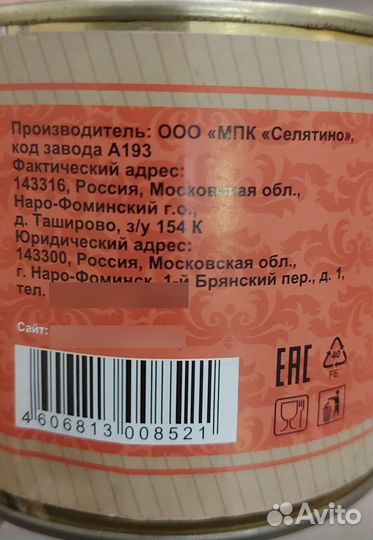 Производитель: ООО «МПК «Селятино»,
код завода А193
Фактический адрес:
143316, Россия, Московская обл.,
Наро-Фоминский г.о.,
д. Таширово, з/у 154 К
Юридический адрес:
143300, Россия, Московская обл.,
г. Наро-Фоминск, 1-й Брянский пер., д. 1,
тел.
Сайт:
EAC
40
FE
4 606813 008521
Avito